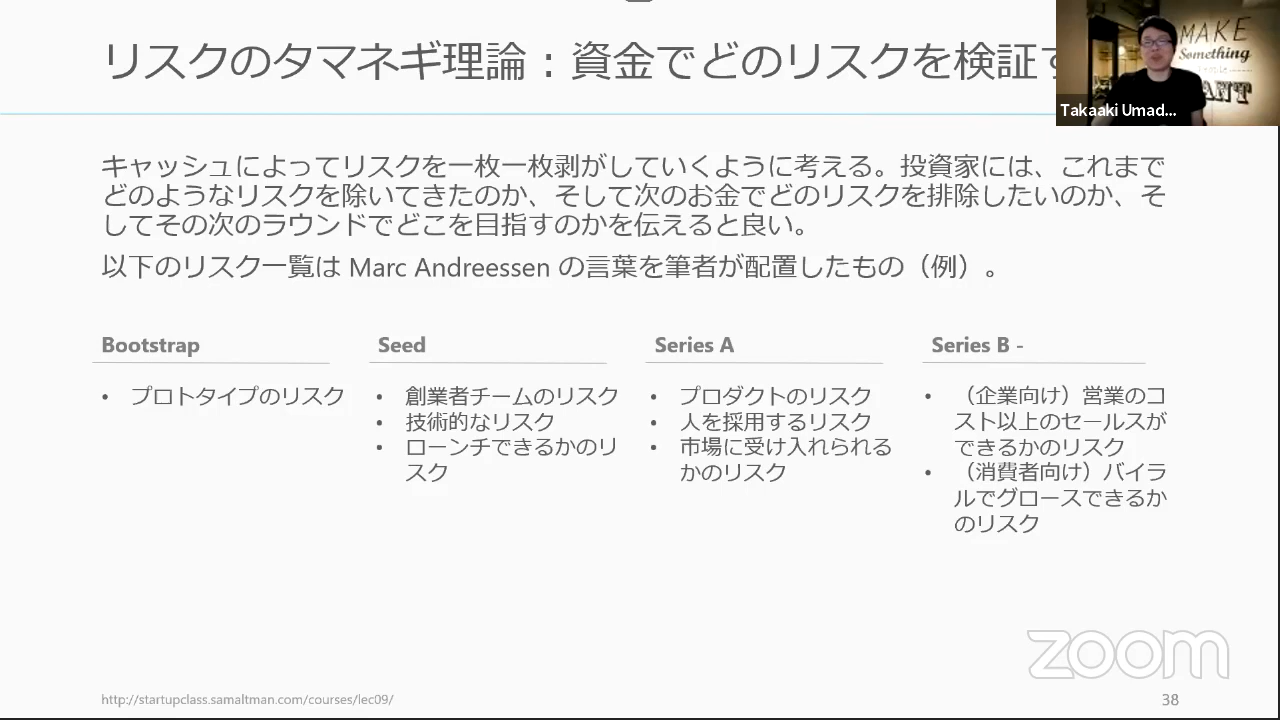 リスクのタマネギ理論：資金でどのリスクを検証す
MAKE
Something
Takaaki Umad...
キャッシュによってリスクを一枚一枚剥がしていくように考える。投資家には、これまで
どのようなリスクを除いてきたのか、そして次のお金でどのリスクを排除したいのか、そ
してその次のラウンドでどこを目指すのかを伝えると良い。
以下のリスク一覧は Marc Andreessen の言葉を筆者が配置したもの（例）。
Bootstrap
• プロトタイプのリスク
Seed
• 創業者チームのリスク
• 技術的なリスク
• ローンチできるかのリ
スク
Series A
• プロダクトのリスク
• 人を採用するリスク
• 市場に受け入れられる
かのリスク
Series B -
• （企業向け）営業のコ
スト以上のセールスが
できるかのリスク
• （消費者向け）バイラ
ルでグロースできるか
のリスク
zoom
http://startupclass.samaltman.com/courses/lec09/
38